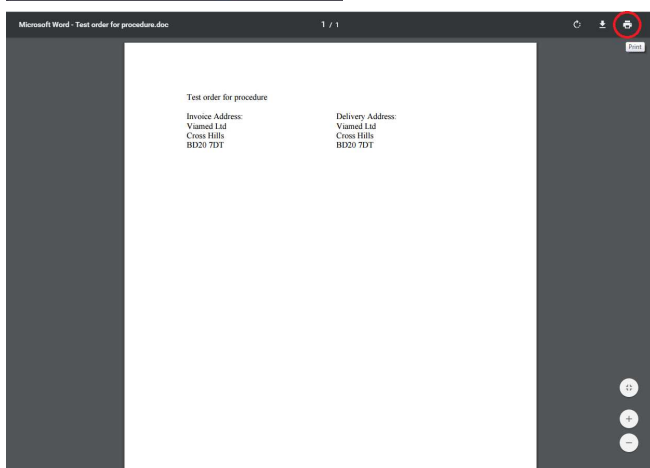 Microsoft Word - Test order for procedure.doc
1 / 1
Print
Test order for procedure
Invoice Address:
Delivery Address:
Viamed Ltd
Viamed Ltd
Cross Hills
Cross Hills
BD20 7DT
BD20 7DT